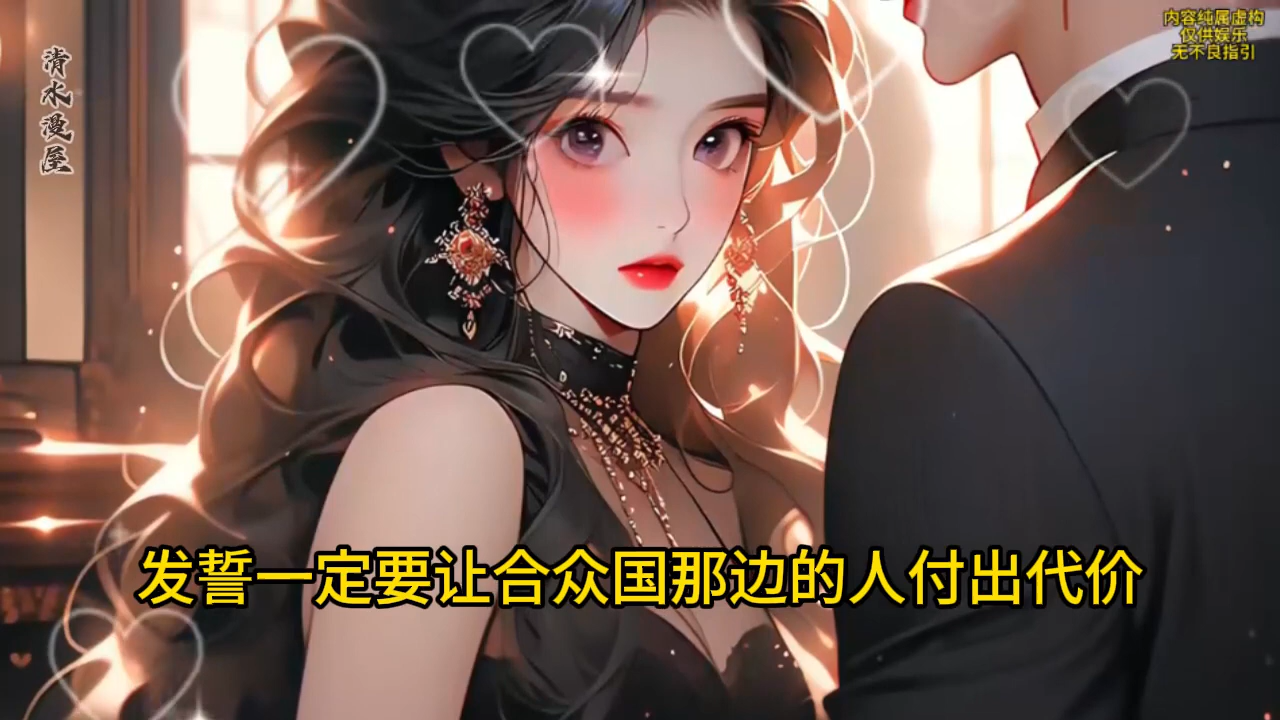 清水漫屋
内容纯属虚构
仅供娱乐
无不良指引
发誓一定要让合众国那边的人付出代价